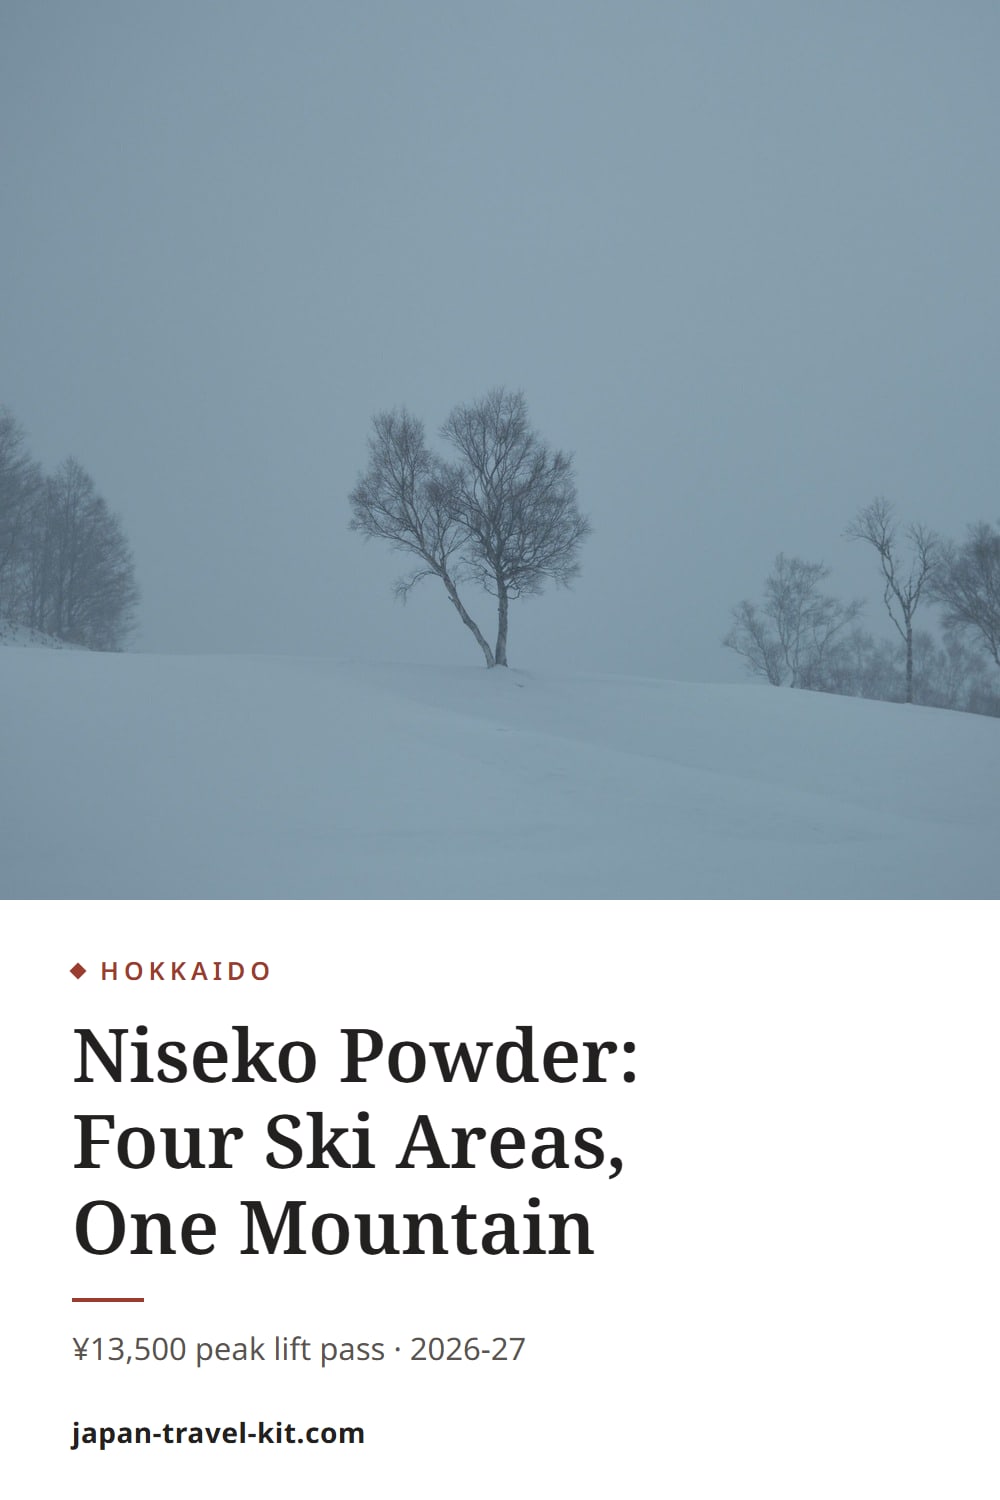 HOKKAIDO
Niseko Powder:
Four Ski Areas,
One Mountain
¥13,500 peak lift pass · 2026-27
japan-travel-kit.com